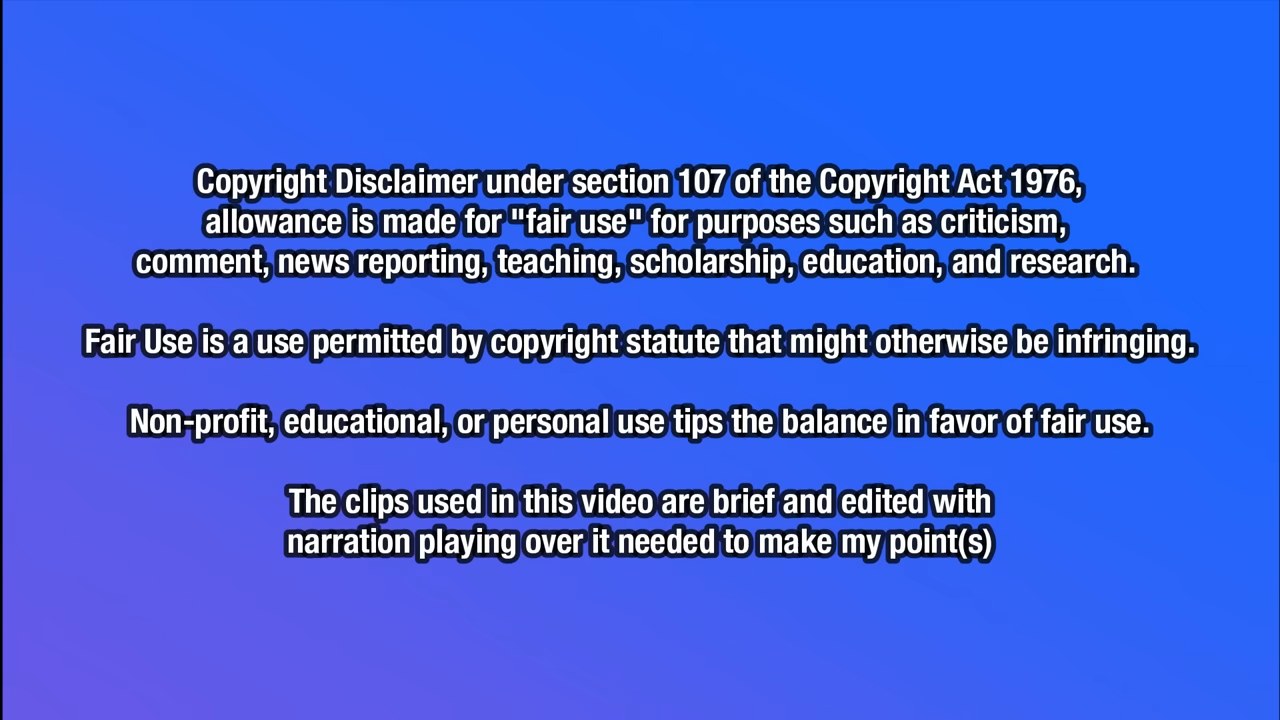 Copyright Disclaimer under section 107 of the Copyright Act 1976,
allowance is made for "fair use" for purposes such as criticism,
comment, news reporting, teaching, scholarship, education, and research.
Fair Use is a use permitted by copyright statute that might otherwise be infringing.
Non-profit, educational, or personal use tips the balance in favor of fair use.
The clips used in this video are brief and edited with
narration playing over it needed to make my point(s)